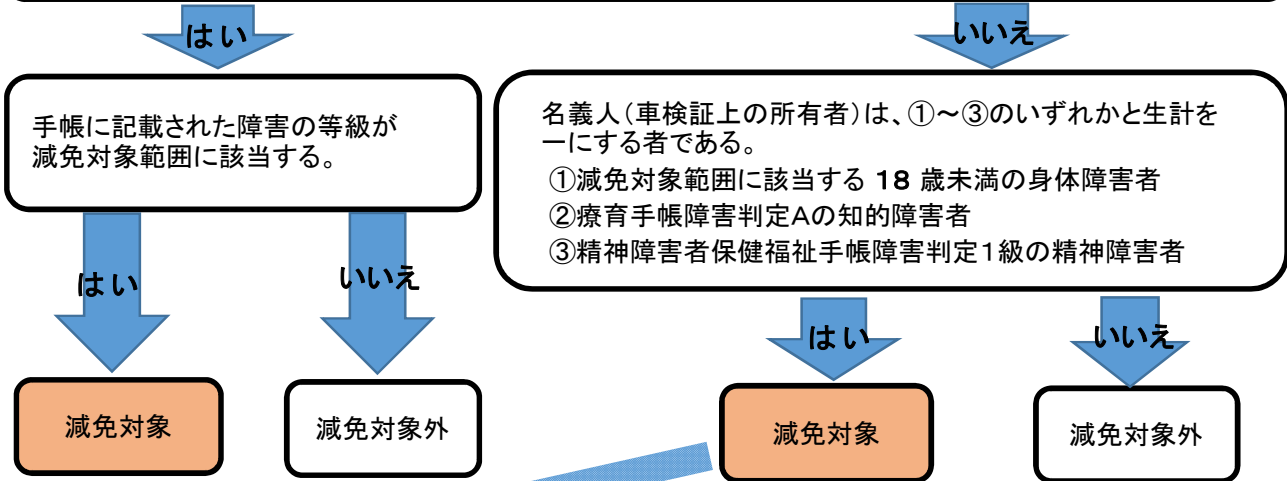 はい
いいえ
手帳に記載された障害の等級が
減免対象範囲に該当する。
名義人(車検証上の所有者)は、①～③のいずれかと生計を
一にする者である。
①減免対象範囲に該当する 18 歳未満の身体障害者
②療育手帳障害判定Aの知的障害者
③精神障害者保健福祉手帳障害判定1級の精神障害者
はい
いいえ
はい
いいえ
減免対象
減免対象外
減免対象
減免対象外